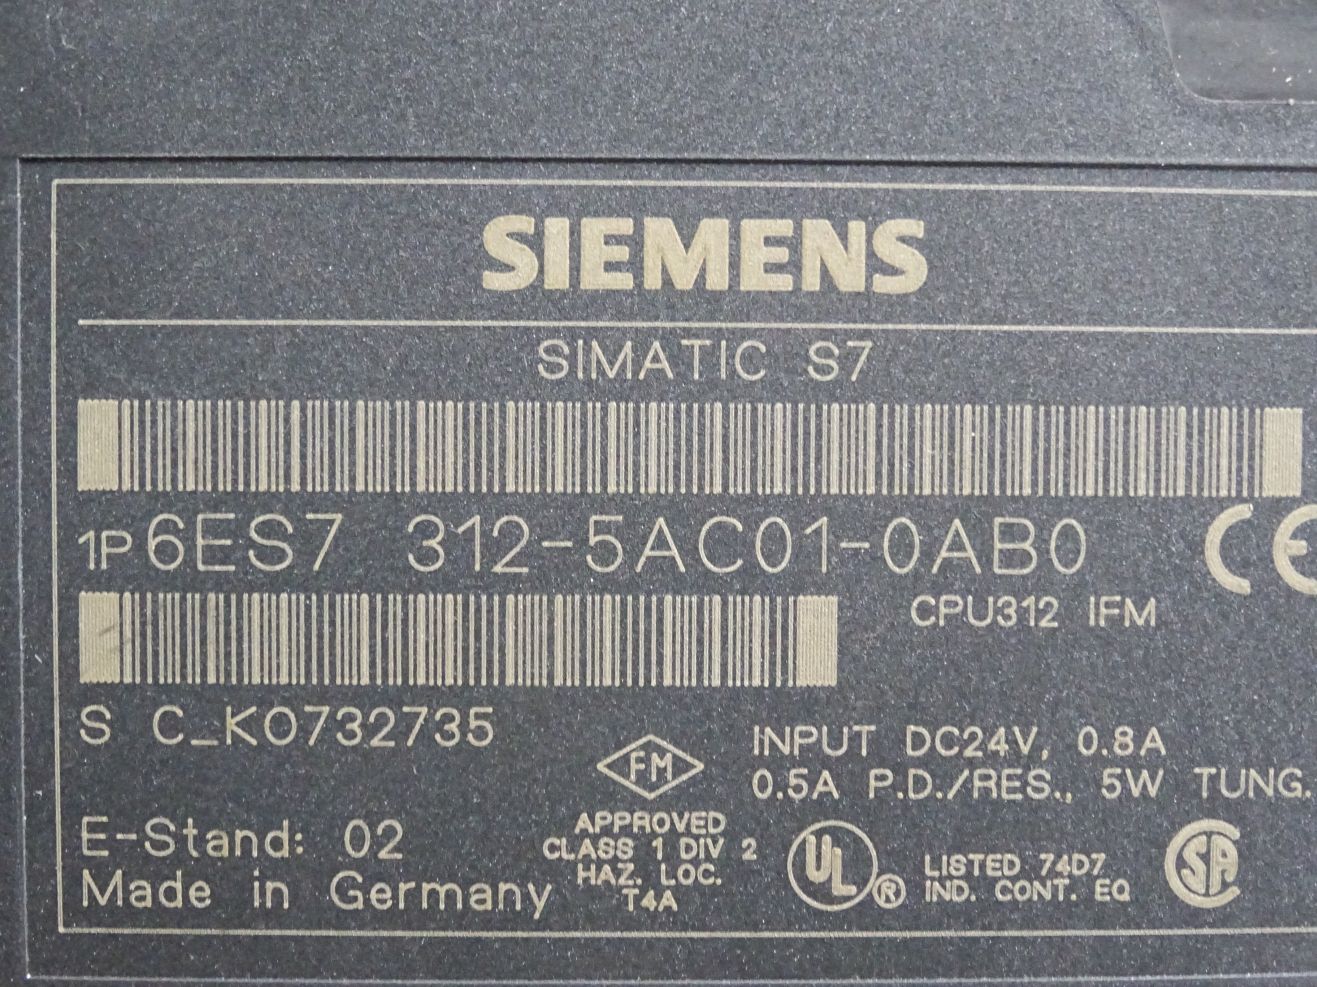 SIEMENS
SIMATIC S7
1P 6ES7 312-5AC01-0AB0
CE
CPU312 IFM
S C_K0732735
INPUT DC24V, 0.8A
0.5A P.D./RES., 5W TUNG.
FM
APPROVED
CLASS 1 DIV 2
HAZ. LOC.
T4A
E-Stand: 02
Made in Germany
UL ®
LISTED 74D7
IND. CONT. EQ
SA